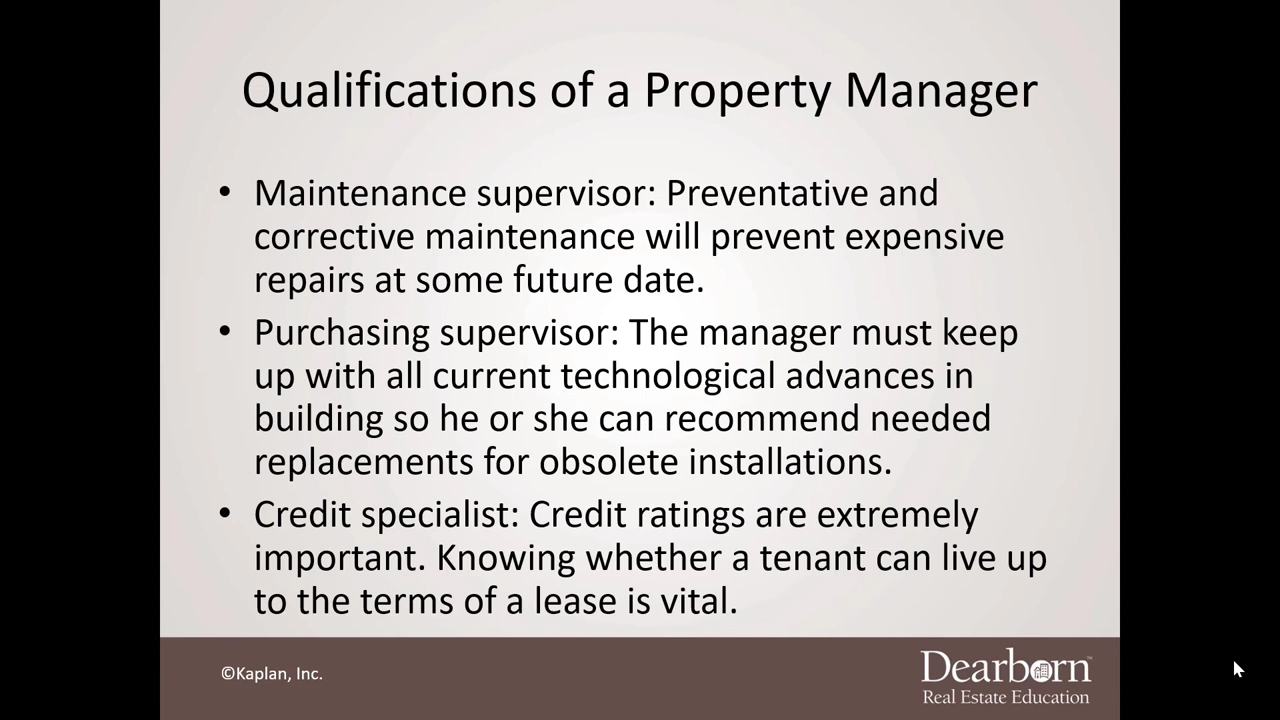 Qualifications of a Property Manager
• Maintenance supervisor: Preventative and
corrective maintenance will prevent expensive
repairs at some future date.
• Purchasing supervisor: The manager must keep
up with all current technological advances in
building so he or she can recommend needed
replacements for obsolete installations.
• Credit specialist: Credit ratings are extremely
important. Knowing whether a tenant can live up
to the terms of a lease is vital.
©Kaplan, Inc.
Dearborn™
Real Estate Education